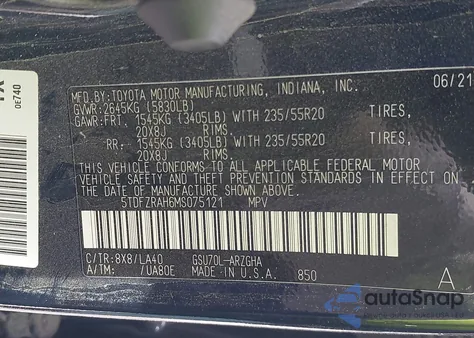 MFD.BY: TOYOTA MOTOR MANUFACTURING, INDIANA, INC. 06/21
GVWR: 2645KG (5830LB)
GAWR:FRT. 1545KG (3405LB) WITH 235/55R20 TIRES,
20X8J RIMS.
RR. 1545KG (3405LB) WITH 235/55R20 TIRES,
20X8J RIMS.
THIS VEHICLE CONFORMS TO ALL APPLICABLE FEDERAL MOTOR
VEHICLE SAFETY AND THEFT PREVENTION STANDARDS IN EFFECT
ON THE DATE OF MANUFACTURE SHOWN ABOVE.
5TDFZRAH6MS075121 MPV
C/TR:8X8/LA40 GSU70L-ARZGHA
A/TM: /UA80E MADE IN U.S.A. 850 A
0E740
autoSnap